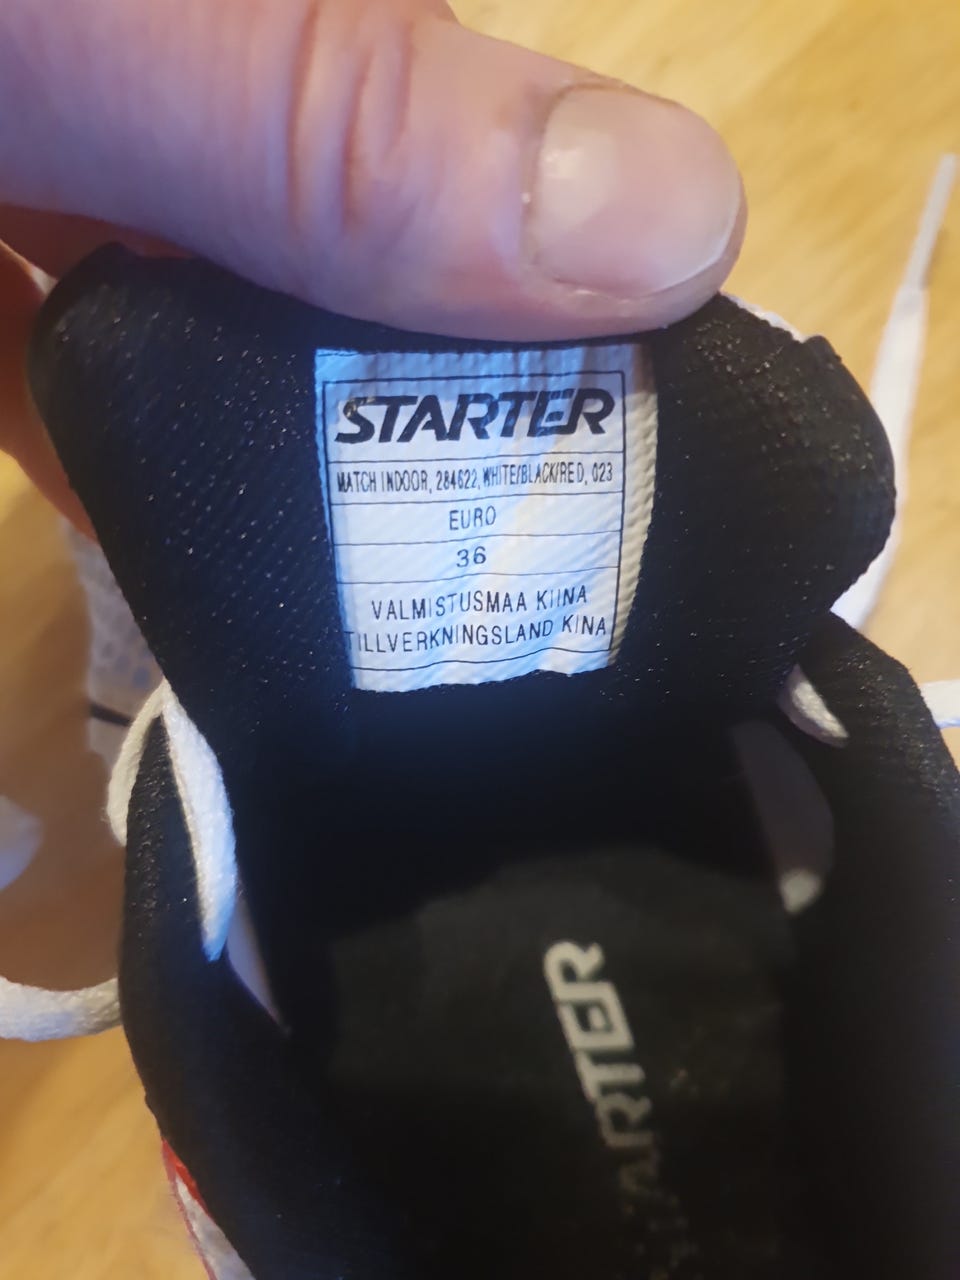 STARTER
MATCH INDOOR, 284622, WHITE/BLACK/RED, 023
EURO
36
VALMISTUSMAA KIINA
TILLVERKNINGSLAND KINA
STARTER